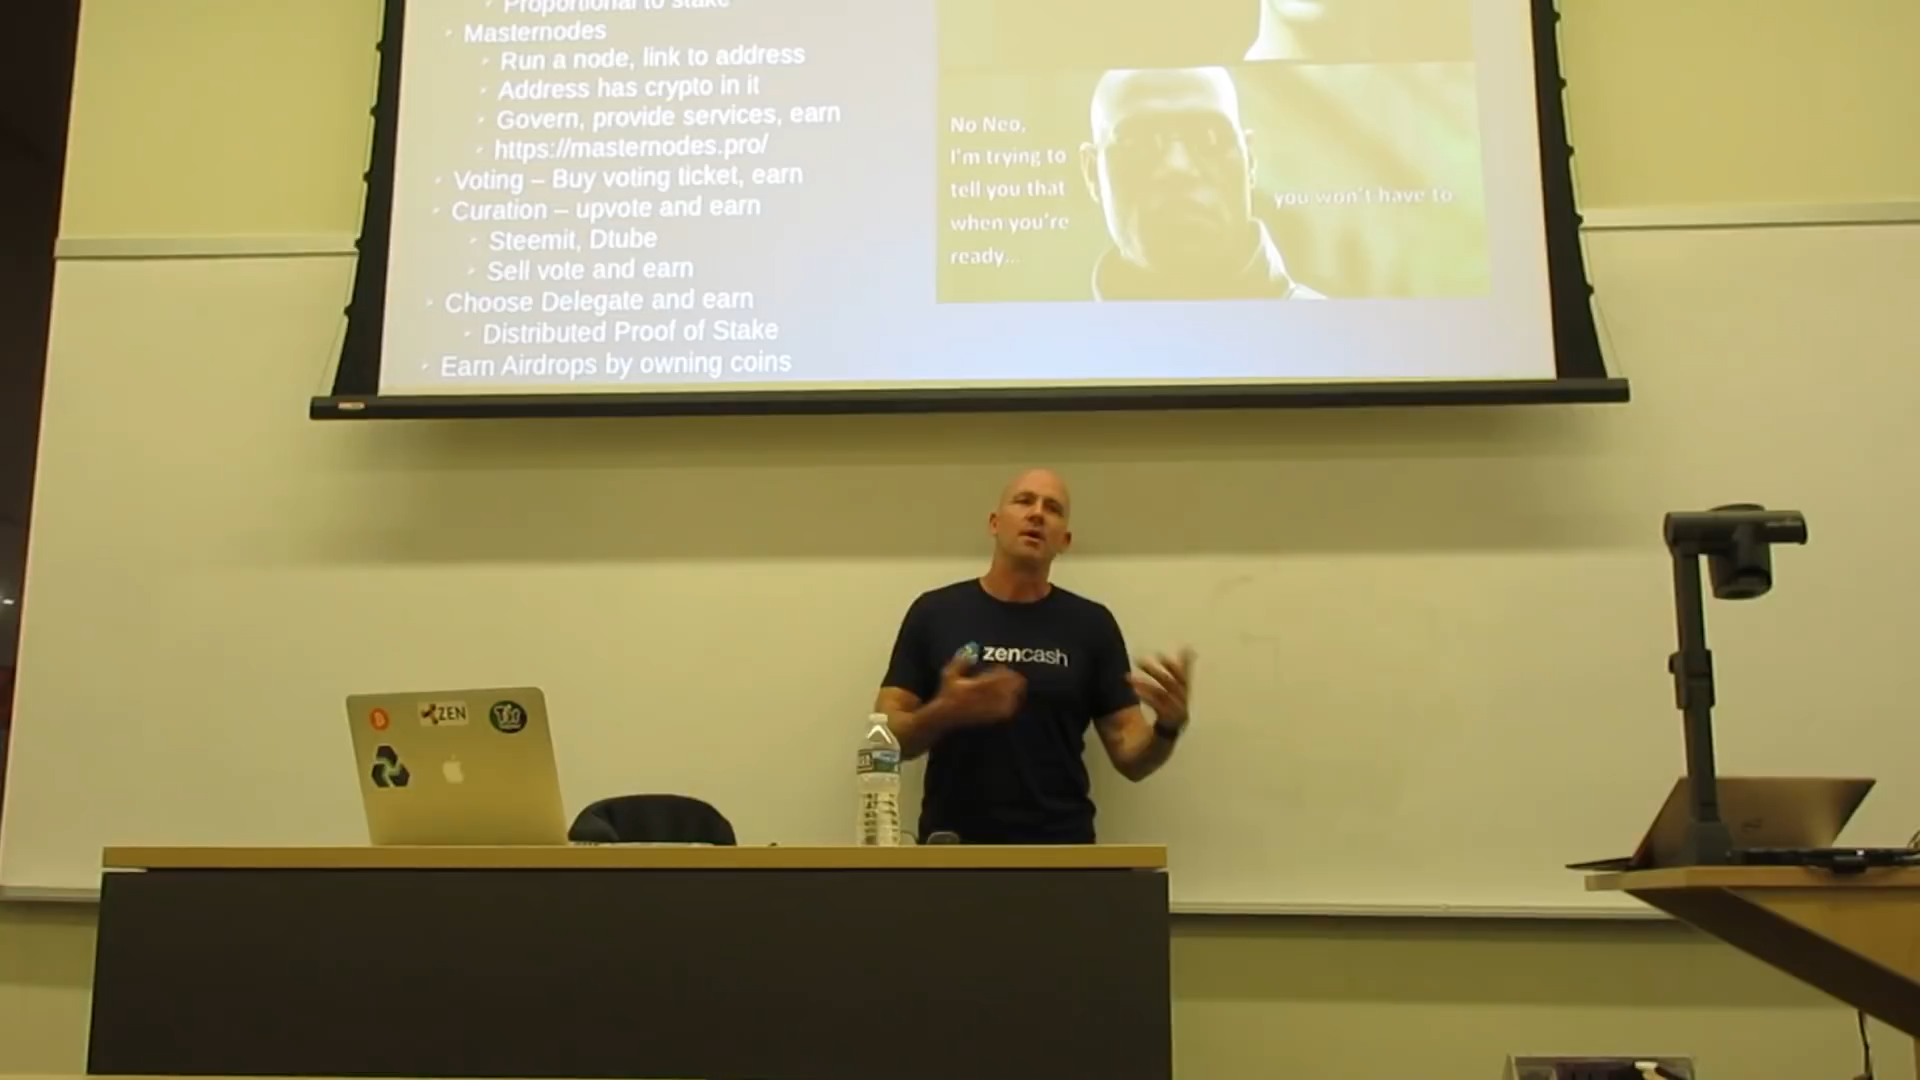 Proportional to stake
Masternodes
Run a node, link to address
Address has crypto in it
Govern, provide services, earn
https://masternodes.pro/
Voting – Buy voting ticket, earn
Curation – upvote and earn
Steemit, Dtube
Sell vote and earn
Choose Delegate and earn
Distributed Proof of Stake
Earn Airdrops by owning coins
No Neo,
I'm trying to
tell you that
when you're
ready...
you won't have to
zencash
ZEN